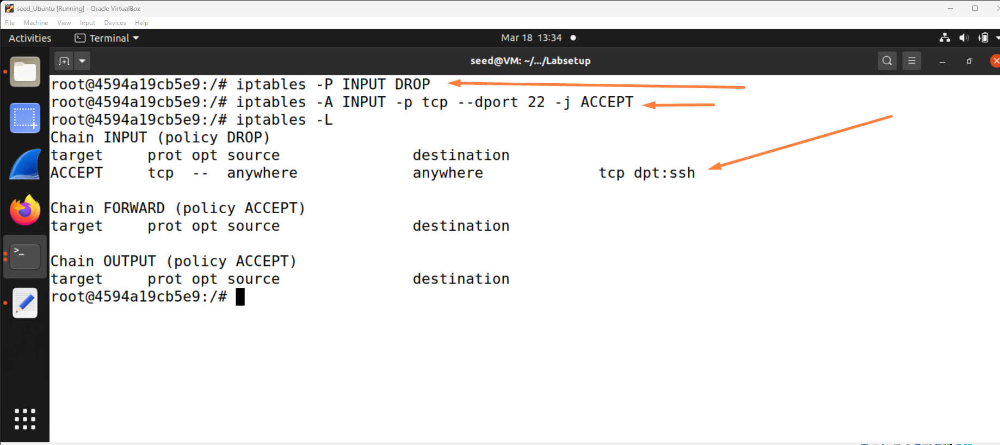 seed_Ubuntu [Running] - Oracle VirtualBox
File Machine View Input Devices Help
Activities Terminal Mar 18 13:34
seed@VM: ~/.../Labsetup
root@4594a19cb5e9:/# iptables -P INPUT DROP
root@4594a19cb5e9:/# iptables -A INPUT -p tcp --dport 22 -j ACCEPT
root@4594a19cb5e9:/# iptables -L
Chain INPUT (policy DROP)
target     prot opt source               destination
ACCEPT     tcp  --  anywhere             anywhere             tcp dpt:ssh
Chain FORWARD (policy ACCEPT)
target     prot opt source               destination
Chain OUTPUT (policy ACCEPT)
target     prot opt source               destination
root@4594a19cb5e9:/#